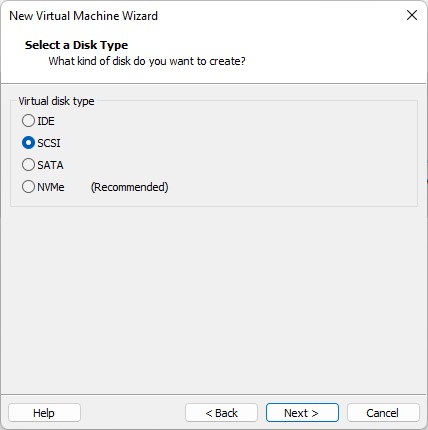 New Virtual Machine Wizard
Select a Disk Type
What kind of disk do you want to create?
Virtual disk type
IDE
SCSI
SATA
NVMe (Recommended)
Help < Back Next > Cancel